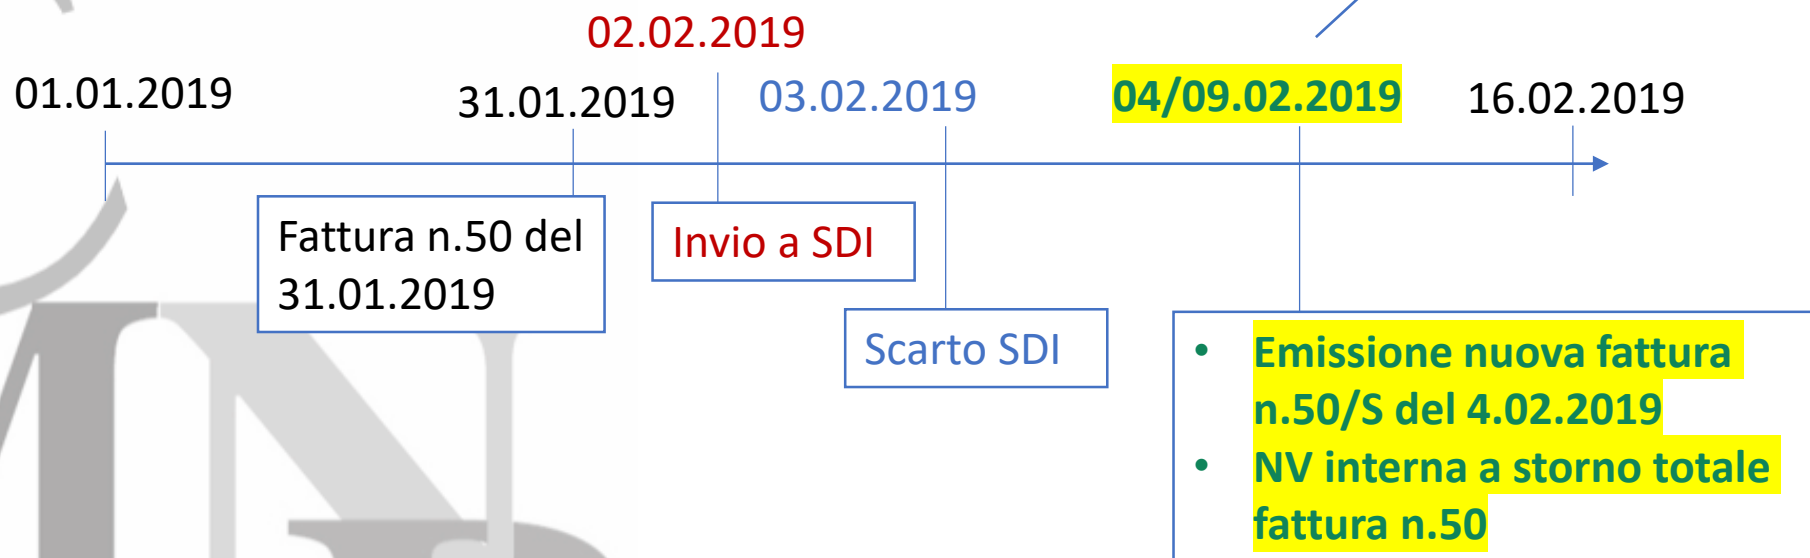 02.02.2019
01.01.2019
31.01.2019
03.02.2019
04/09.02.2019
16.02.2019
Fattura n.50 del
31.01.2019
Invio a SDI
Scarto SDI
• Emissione nuova fattura
n.50/S del 4.02.2019
• NV interna a storno totale
fattura n.50